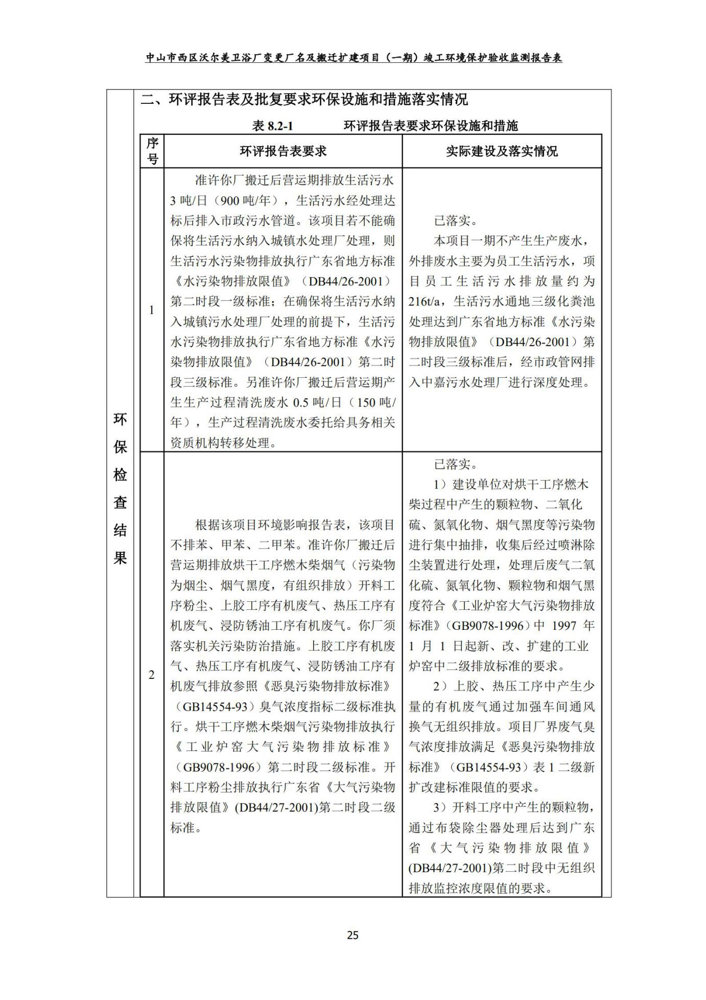 中山市西区沃尔美卫浴厂变更厂名及搬迁扩建项目（一期）竣工环境保护验收监测报告表
环
保
检
查
结
果
二、环评报告表及批复要求环保设施和措施落实情况
表 8.2-1 环评报告表要求环保设施和措施
序
号
环评报告表要求
实际建设及落实情况
1
准许你厂搬迁后营运期排放生活污水
3 吨/日（900 吨/年），生活污水经处理达
标后排入市政污水管道。该项目若不能确
保将生活污水纳入城镇水处理厂处理，则
生活污水污染物排放执行广东省地方标准
《水污染物排放限值》（DB44/26-2001）
第二时段一级标准；在确保将生活污水纳
入城镇污水处理厂处理的前提下，生活污
水污染物排放执行广东省地方标准《水污
染物排放限值》（DB44/26-2001）第二时
段三级标准。另准许你厂搬迁后营运期产
生生产过程清洗废水 0.5 吨/日（150 吨/
年），生产过程清洗废水委托给具务相关
资质机构转移处理。
已落实。
本项目一期不产生生产废水，
外排废水主要为员工生活污水，项
目员工生活污水排放量约为
216t/a，生活污水通地三级化粪池
处理达到广东省地方标准《水污染
物排放限值》（DB44/26-2001）第
二时段三级标准后，经市政管网排
入中嘉污水处理厂进行深度处理。
2
根据该项目环境影响报告表，该项目
不排苯、甲苯、二甲苯。准许你厂搬迁后
营运期排放烘干工序燃木柴烟气（污染物
为烟尘、烟气黑度，有组织排放）开料工
序粉尘、上胶工序有机废气、热压工序有
机废气、浸防锈油工序有机废气。你厂须
落实机关污染防治措施。上胶工序有机废
气、热压工序有机废气、浸防锈油工序有
机废气排放参照《恶臭污染物排放标准》
（GB14554-93）臭气浓度指标二级标准执
行。烘干工序燃木柴烟气污染物排放执行
《工业炉窑大气污染物排放标准》
（GB9078-1996）第二时段二级标准。开
料工序粉尘排放执行广东省《大气污染物
排放限值》(DB44/27-2001)第二时段二级
标准。
已落实。
1）建设单位对烘干工序燃木
柴过程中产生的颗粒物、二氧化
硫、氮氧化物、烟气黑度等污染物
进行集中抽排，收集后经过喷淋除
尘装置进行处理，处理后废气二氧
化硫、氮氧化物、颗粒物和烟气黑
度符合《工业炉窑大气污染物排放
标准》（GB9078-1996）中 1997 年
1 月 1 日起新、改、扩建的工业
炉窑中二级排放标准的要求。
2）上胶、热压工序中产生少
量的有机废气通过加强车间通风
换气无组织排放。项目厂界废气臭
气浓度排放满足《恶臭污染物排放
标准》（GB14554-93）表 1 二级新
扩改建标准限值的要求。
3）开料工序中产生的颗粒物，
通过布袋除尘器处理后达到广东
省《大气污染物排放限值》
(DB44/27-2001)第二时段中无组织
排放监控浓度限值的要求。
25